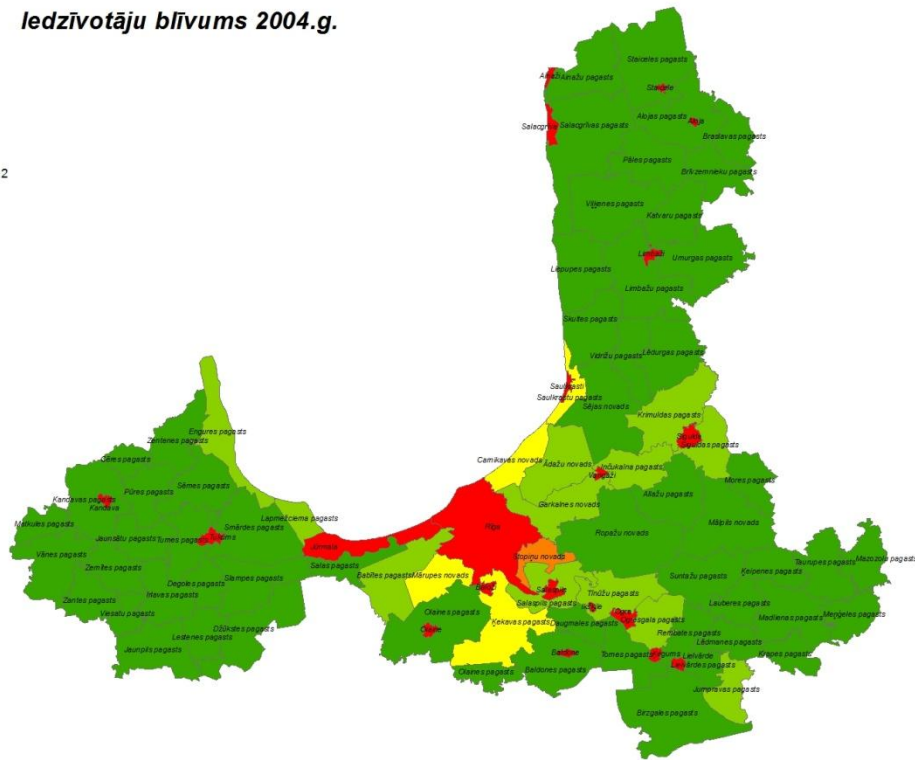 Iedzīvotāju blīvums 2004.g.
2
Staiceles pagasts
Ainažu pagasts
Staicele
Alojas pagasts
Aloja
Salacgrīva
Salacgrīvas pagasts
Braslavas pagasts
Pāles pagasts
Brīvzemnieku pagasts
Viļķenes pagasts
Katvaru pagasts
Limbaži
Umurgas pagasts
Liepupes pagasts
Limbažu pagasts
Skultes pagasts
Vidrižu pagasts
Lēdurgas pagasts
Saulkrasti
Saulkrastu pagasts
Sējas novads
Krimuldas pagasts
Engures pagasts
Zentenes pagasts
Sigulda
Siguldas pagasts
Cēres pagasts
Carnikavas novads
Ādažu novads
Inčukalna pagasts
Vangaži
Mores pagasts
Kandavas pagasts
Kandava
Pūres pagasts
Sēmes pagasts
Allažu pagasts
Garkalnes novads
Lapmežciema pagasts
Matkules pagasts
Smārdes pagasts
Rīga
Ropažu novads
Mālpils novads
Jaunsātu pagasts
Tumes pagasts
Tukums
Vānes pagasts
Jūrmala
Stopiņu novads
Taurupes pagasts
Mazozolu pagasts
Zemītes pagasts
Salas pagasts
Babītes pagasts
Mārupes novads
Suntažu pagasts
Ķeipenes pagasts
Degoles pagasts
Slampes pagasts
Irlavas pagasts
Baloži
Salaspils
Tīnūžu pagasts
Zantes pagasts
Salaspils pagasts
Ikšķile
Lauberes pagasts
Viesatu pagasts
Olaines pagasts
Ogre
Ogresgala pagasts
Madlienas pagasts
Meņģeles pagasts
Džūkstes pagasts
Olaine
Ķekavas pagasts
Daugmales pagasts
Rembates pagasts
Lestenes pagasts
Lēdmanes pagasts
Krapes pagasts
Jaunpils pagasts
Baldone
Tomes pagasts
Ķegums
Lielvārde
Lielvārdes pagasts
Olaines pagasts
Baldones pagasts
Jumpravas pagasts
Birzgales pagasts